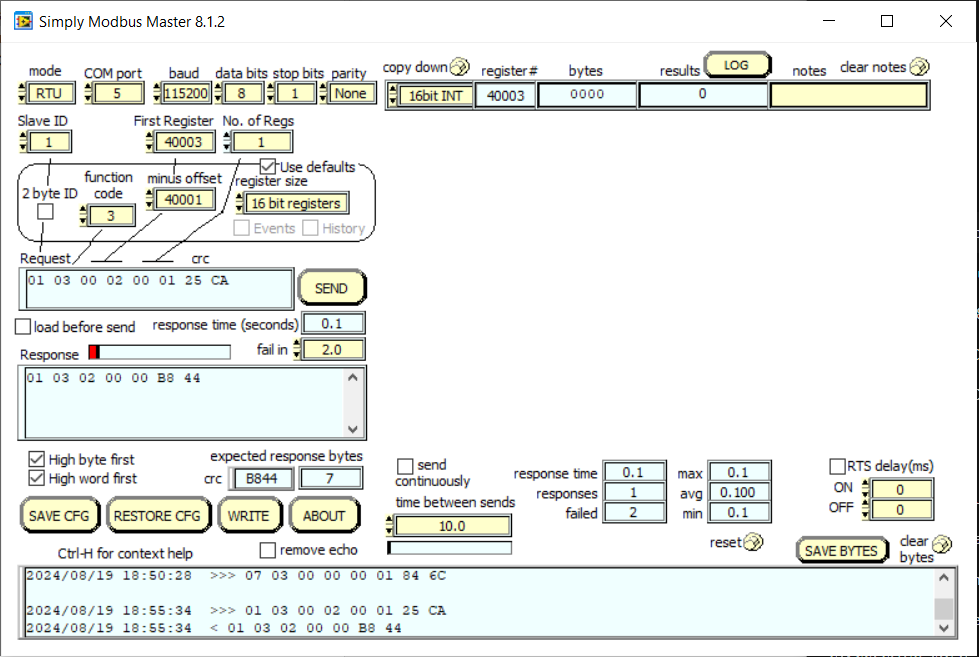 Simply Modbus Master 8.1.2
mode COM port baud data bits stop bits parity copy down register # bytes results LOG notes clear notes
RTU 5 115200 8 1 None 16bit INT 40003 0000 0
Slave ID First Register No. of Regs
1 40003 1
Use defaults
2 byte ID function code minus offset register size
3 40001 16 bit registers
Events History
Request crc
01 03 00 02 00 01 25 CA SEND
load before send response time (seconds) 0.1
Response fail in 2.0
01 03 02 00 00 B8 44
High byte first expected response bytes
High word first crc B844 7
send continuously response time 0.1 max 0.1 RTS delay(ms)
responses 1 avg 0.100 ON 0
time between sends failed 2 min 0.1 OFF 0
SAVE CFG RESTORE CFG WRITE ABOUT 10.0
reset SAVE BYTES clear bytes
Ctrl-H for context help remove echo
2024/08/19 18:50:28 >>> 07 03 00 00 00 01 84 6C
2024/08/19 18:55:34 >>> 01 03 00 02 00 01 25 CA
2024/08/19 18:55:34 < 01 03 02 00 00 B8 44